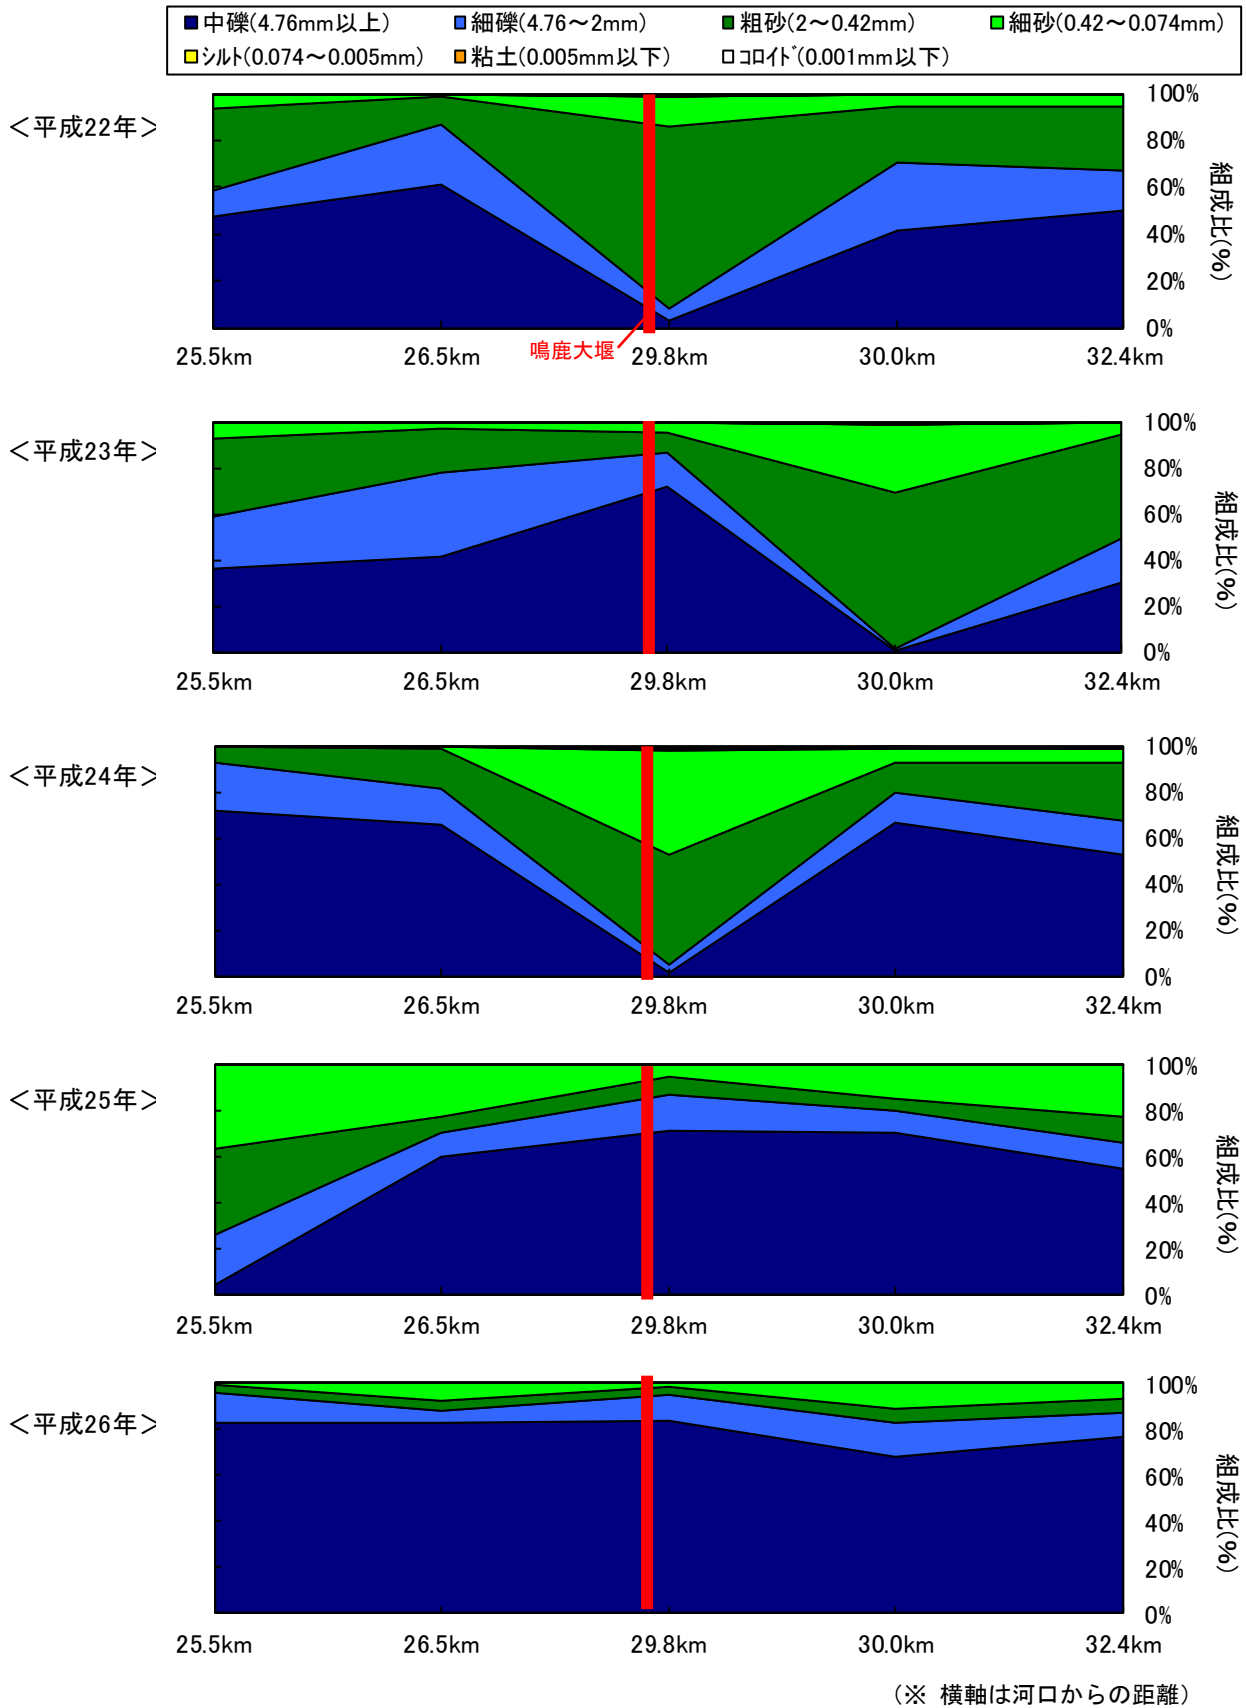 ■中礫(4.76mm以上) ■細礫(4.76～2mm) ■粗砂(2～0.42mm) ■細砂(0.42～0.074mm)
■シルト(0.074～0.005mm) ■粘土(0.005mm以下) □コロイド(0.001mm以下)
＜平成22年＞
100%
80%
60%
40%
20%
0%
組成比(%)
鳴鹿大堰
25.5km 26.5km 29.8km 30.0km 32.4km
＜平成23年＞
100%
80%
60%
40%
20%
0%
組成比(%)
25.5km 26.5km 29.8km 30.0km 32.4km
＜平成24年＞
100%
80%
60%
40%
20%
0%
組成比(%)
25.5km 26.5km 29.8km 30.0km 32.4km
＜平成25年＞
100%
80%
60%
40%
20%
0%
組成比(%)
25.5km 26.5km 29.8km 30.0km 32.4km
＜平成26年＞
100%
80%
60%
40%
20%
0%
組成比(%)
25.5km 26.5km 29.8km 30.0km 32.4km
(※ 横軸は河口からの距離)